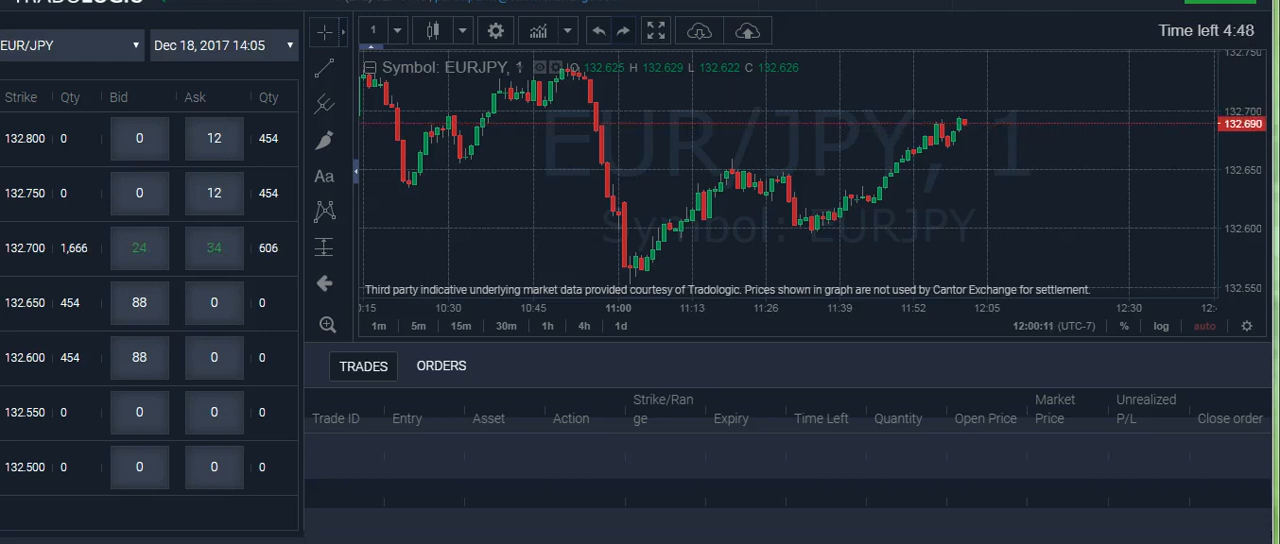 TRADOLOGIC
Time left 4:48
EUR/JPY ▼ Dec 18, 2017 14:05 ▼
1
Symbol: EURJPY, 1 O 132.625 H 132.629 L 132.622 C 132.626
EUR/JPY, 1
Symbol: EURJPY
Aa
Strike Qty Bid Ask Qty
132.800 0 0 12 454
132.750 0 0 12 454
132.700 1,666 24 34 606
132.650 454 88 0 0
132.600 454 88 0 0
132.550 0 0 0 0
132.500 0 0 0 0
132.750
132.700
132.690
132.650
132.600
132.550
Third party indicative underlying market data provided courtesy of Tradologic. Prices shown in graph are not used by Cantor Exchange for settlement.
:15 10:30 10:45 11:00 11:13 11:26 11:39 11:52 12:05 12:30 12:
1m 5m 15m 30m 1h 4h 1d 12:00:11 (UTC-7) % log auto
TRADES ORDERS
Trade ID Entry Asset Action Strike/Ran
ge Expiry Time Left Quantity Open Price Market
Price Unrealized
P/L Close order